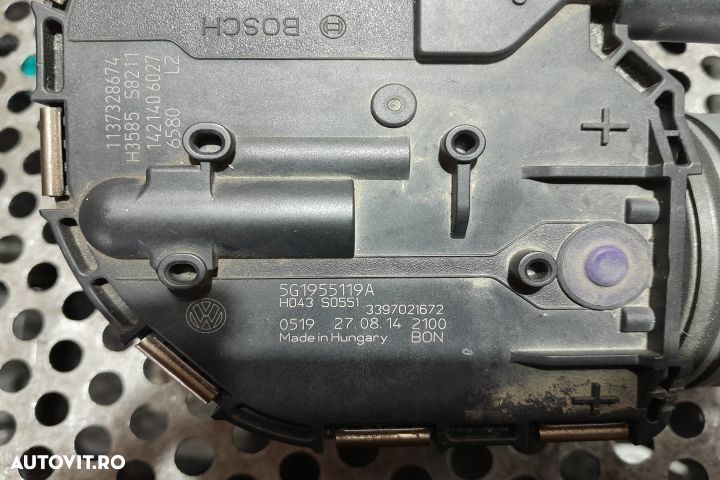 BOSCH
1137328674
H3585 S8211
1421406027
6580 L2
5G1955119A
H043 S0551
3397021672
0519 27.08.14 2100
Made in Hungary BON
AUTOVIT.RO